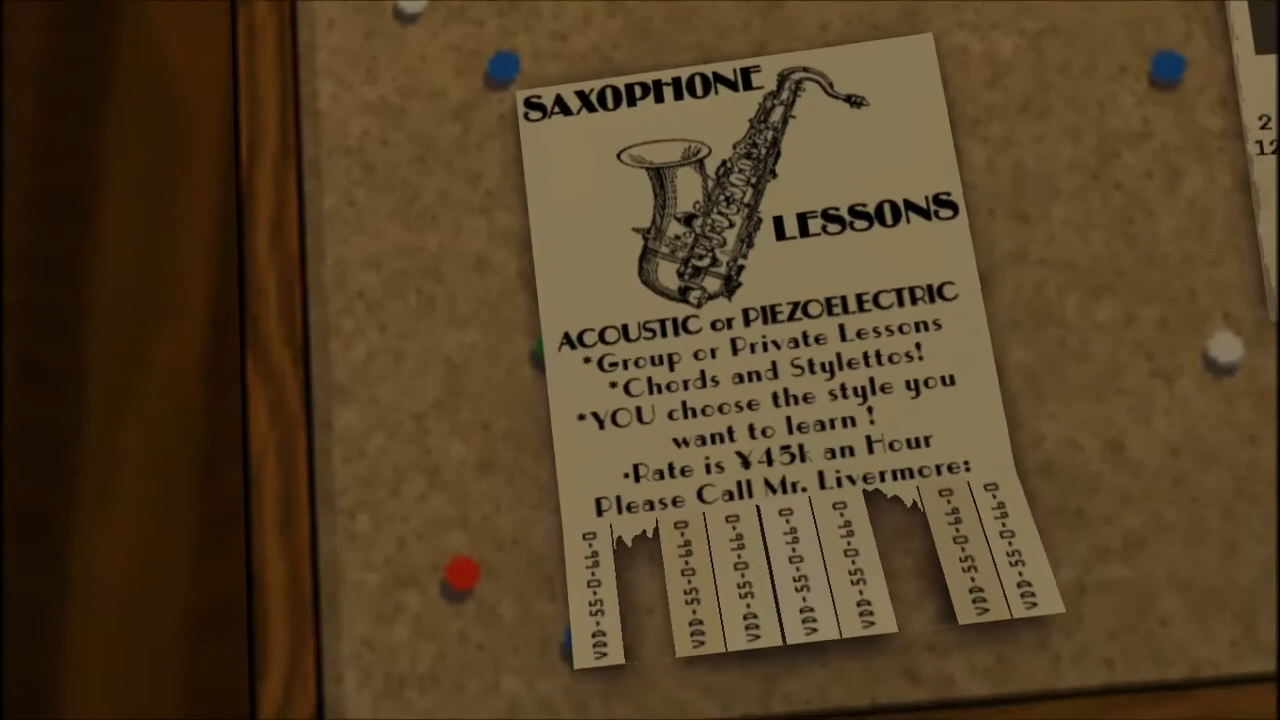 SAXOPHONE
LESSONS
ACOUSTIC or PIEZOELECTRIC
*Group or Private Lessons
*Chords and Stylettos!
*YOU choose the style you
want to learn !
·Rate is ¥45k an Hour
Please Call Mr. Livermore:
VDD-55-0-66-0
VDD-55-0-66-0
VDD-55-0-66-0
VDD-55-0-66-0
VDD-55-0-66-0
VDD-55-0-66-0
VDD-55-0-66-0
2
12